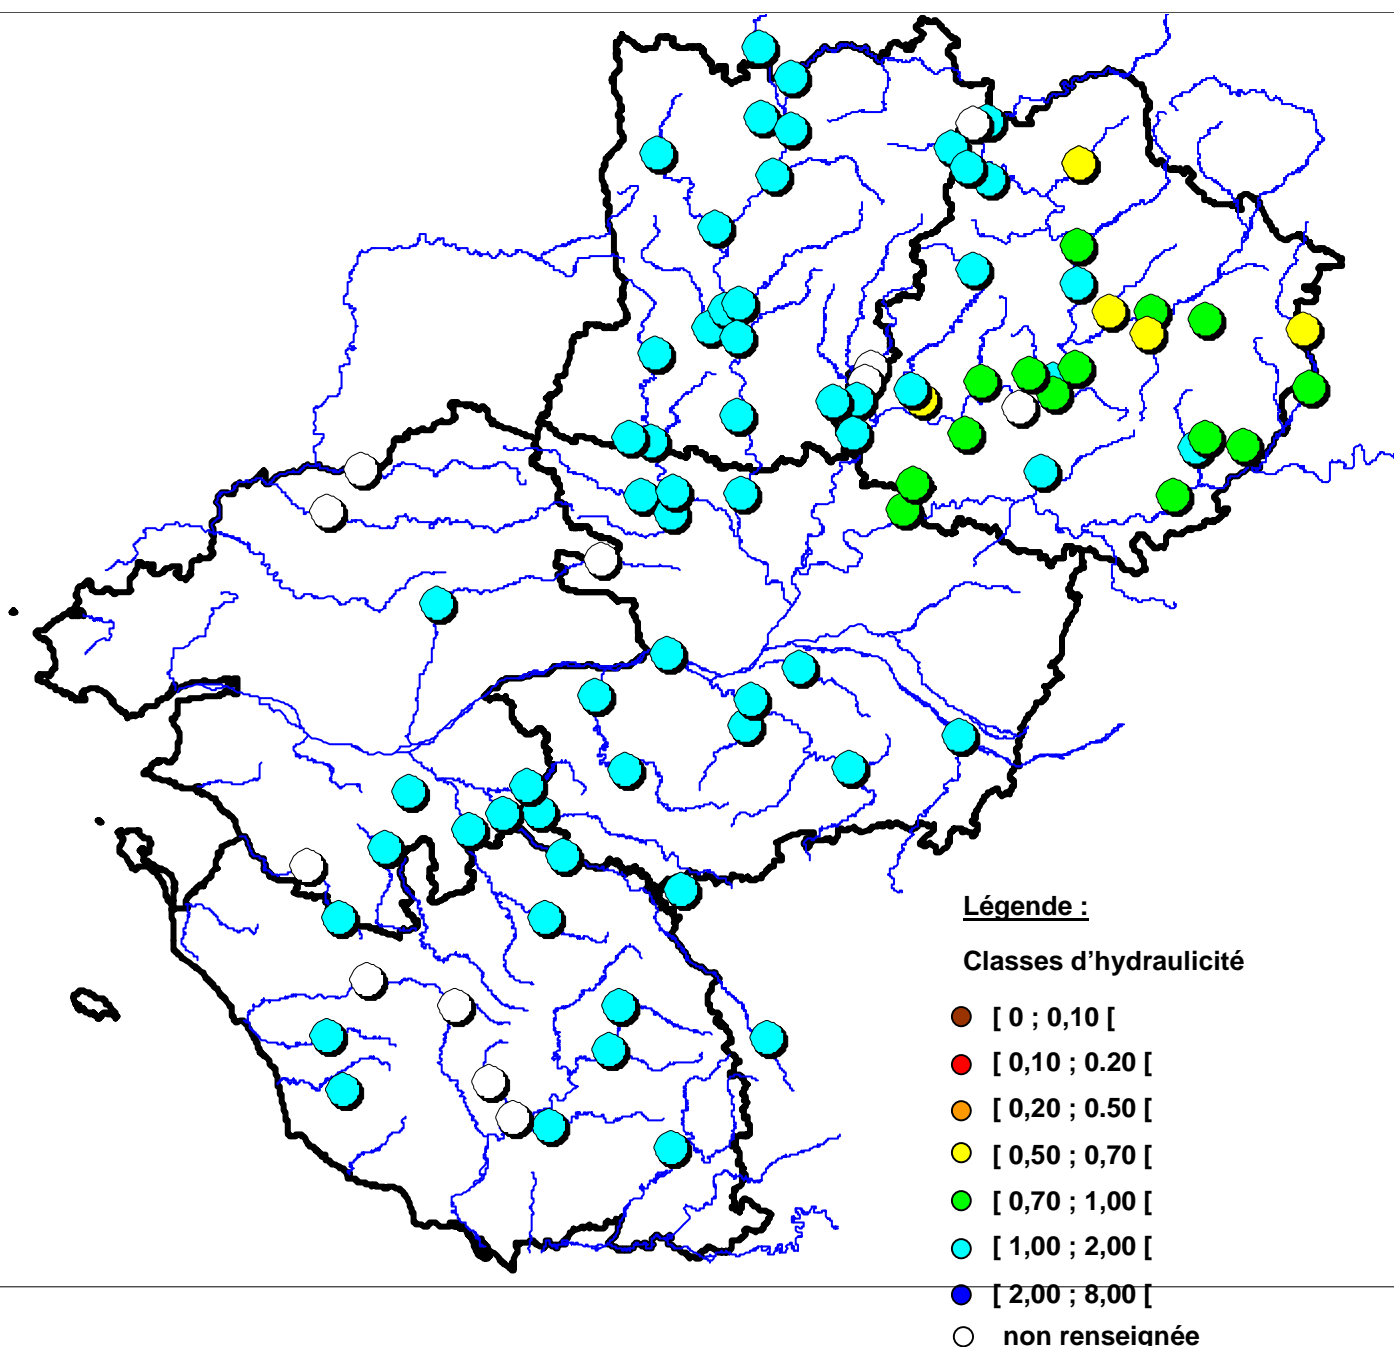 Légende :
Classes d’hydraulicité
[ 0 ; 0,10 [
[ 0,10 ; 0.20 [
[ 0,20 ; 0.50 [
[ 0,50 ; 0,70 [
[ 0,70 ; 1,00 [
[ 1,00 ; 2,00 [
[ 2,00 ; 8,00 [
non renseignée